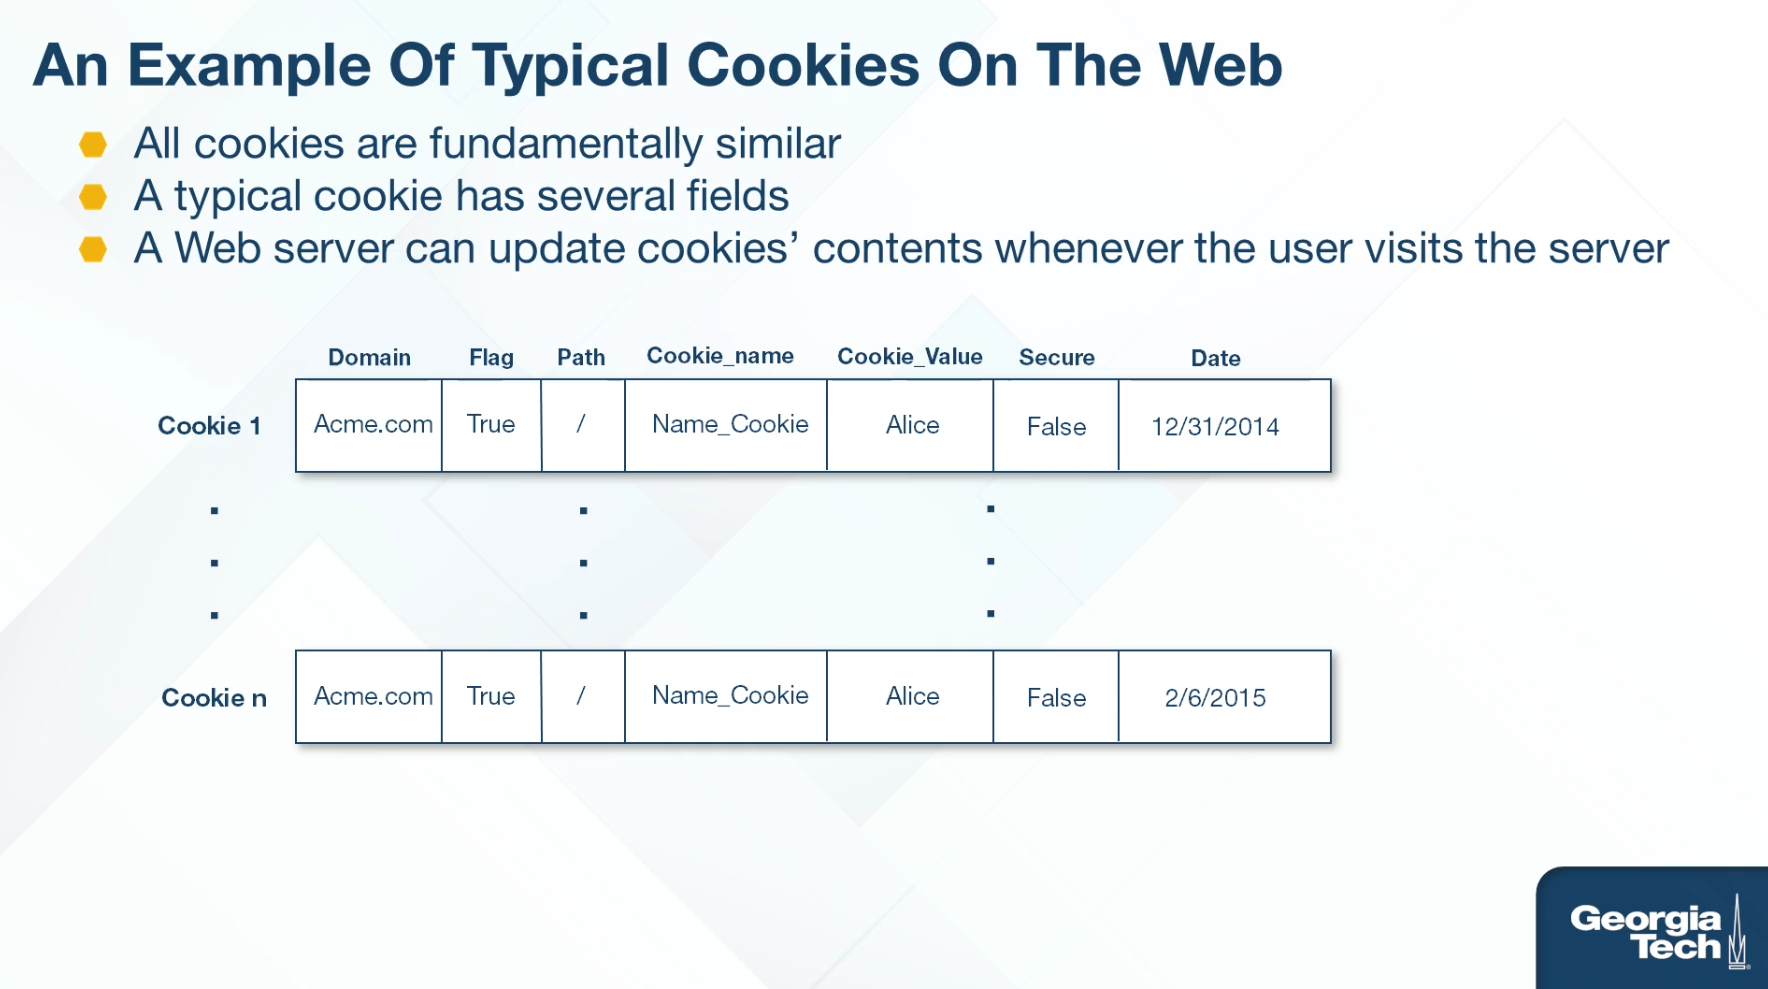 An Example Of Typical Cookies On The Web
All cookies are fundamentally similar
A typical cookie has several fields
A Web server can update cookies’ contents whenever the user visits the server
Domain Flag Path Cookie_name Cookie_Value Secure Date
Cookie 1 Acme.com True / Name_Cookie Alice False 12/31/2014
Cookie n Acme.com True / Name_Cookie Alice False 2/6/2015
Georgia
Tech